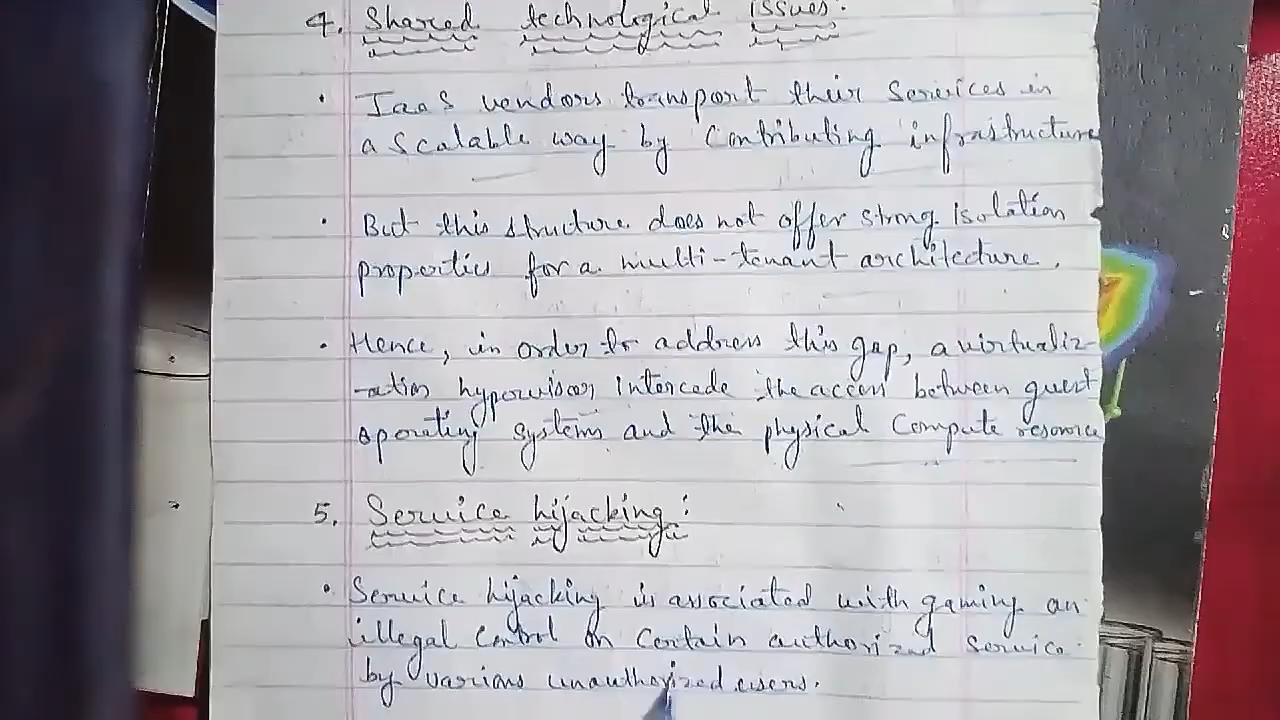 4. Shared technological issues:
• IaaS vendors transport their services in
a scalable way by contributing infrastructure
• But this structure does not offer strong isolation
properties for a multi-tenant architecture.
• Hence, in order to address this gap, a virtualiz-
-ation hypervisor intercede the access between guest
operating systems and the physical compute resource
5. Service hijacking:
• Service hijacking is associated with gaming an
illegal control on certain authorized service
by various unauthorized users.